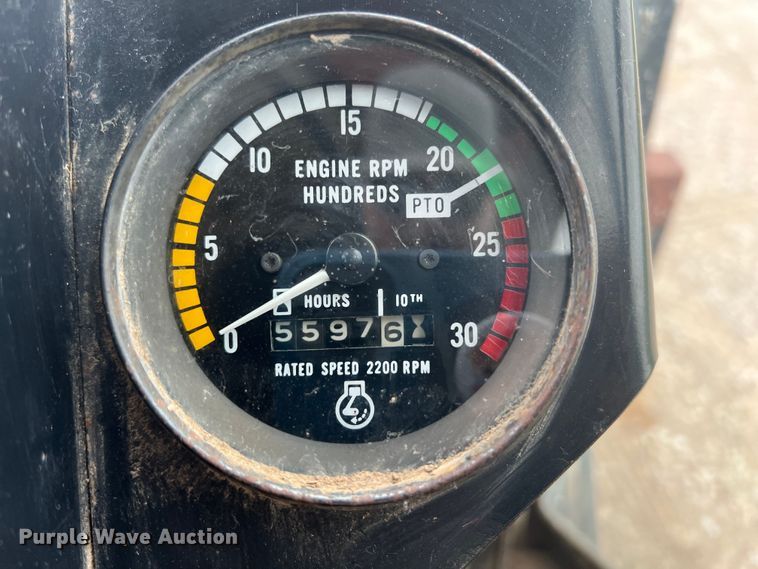 15
10
20
ENGINE RPM
HUNDREDS
PTO
5
25
HOURS 10TH
0
55976
30
RATED SPEED 2200 RPM
Purple Wave Auction